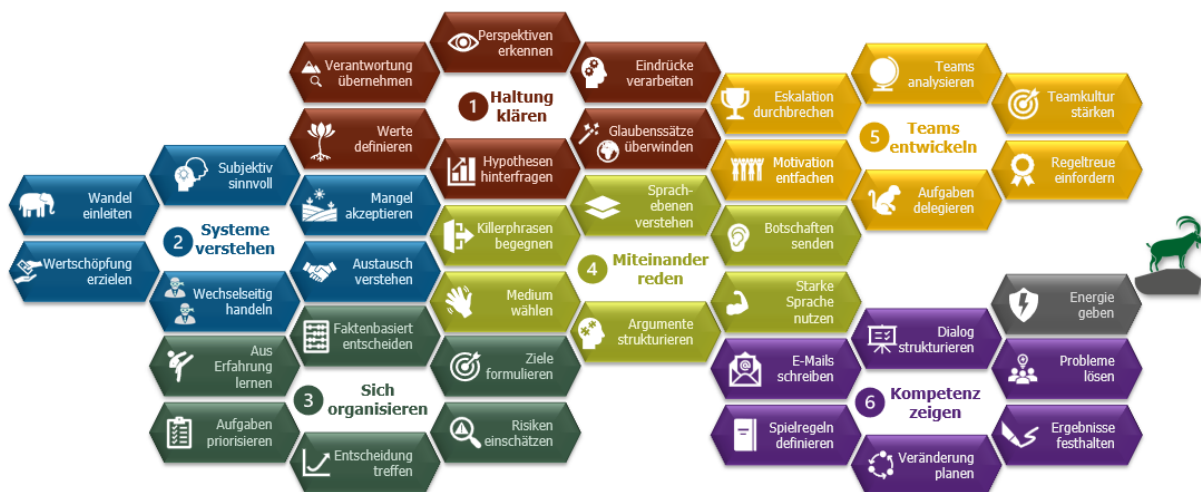 Perspektiven
erkennen
Verantwortung
übernehmen
Eindrücke
verarbeiten
1
Haltung
klären
Werte
definieren
Glaubenssätze
überwinden
Hypothesen
hinterfragen
Subjektiv
sinnvoll
Mangel
akzeptieren
Wandel
einleiten
2
Systeme
verstehen
Wertschöpfung
erzielen
Austausch
verstehen
Wechselseitig
handeln
Faktenbasiert
entscheiden
Aus
Erfahrung
lernen
Ziele
formulieren
3
Sich
organisieren
Aufgaben
priorisieren
Risiken
einschätzen
Entscheidung
treffen
Sprach-
ebenen
verstehen
Killerphrasen
begegnen
Botschaften
senden
4
Miteinander
reden
Medium
wählen
Starke
Sprache
nutzen
Argumente
strukturieren
Teams
analysieren
Eskalation
durchbrechen
Teamkultur
stärken
5
Teams
entwickeln
Motivation
entfachen
Regeltreue
einfordern
Aufgaben
delegieren
Energie
geben
Dialog
strukturieren
E-Mails
schreiben
Probleme
lösen
6
Kompetenz
zeigen
Spielregeln
definieren
Ergebnisse
festhalten
Veränderung
planen